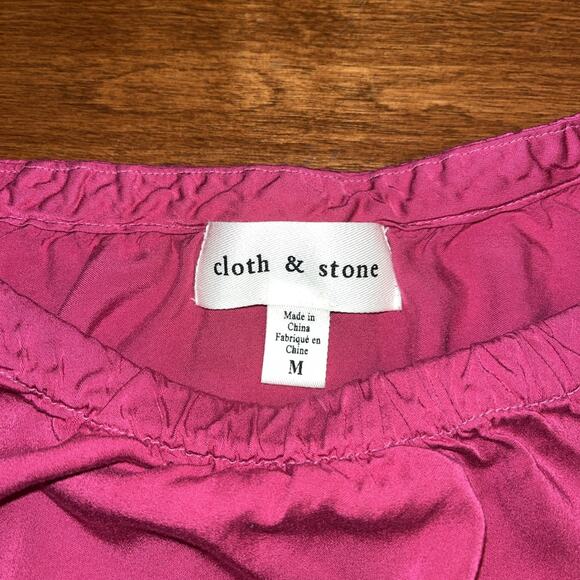 cloth & stone
Made in
China
Fabriqué en
Chine
M